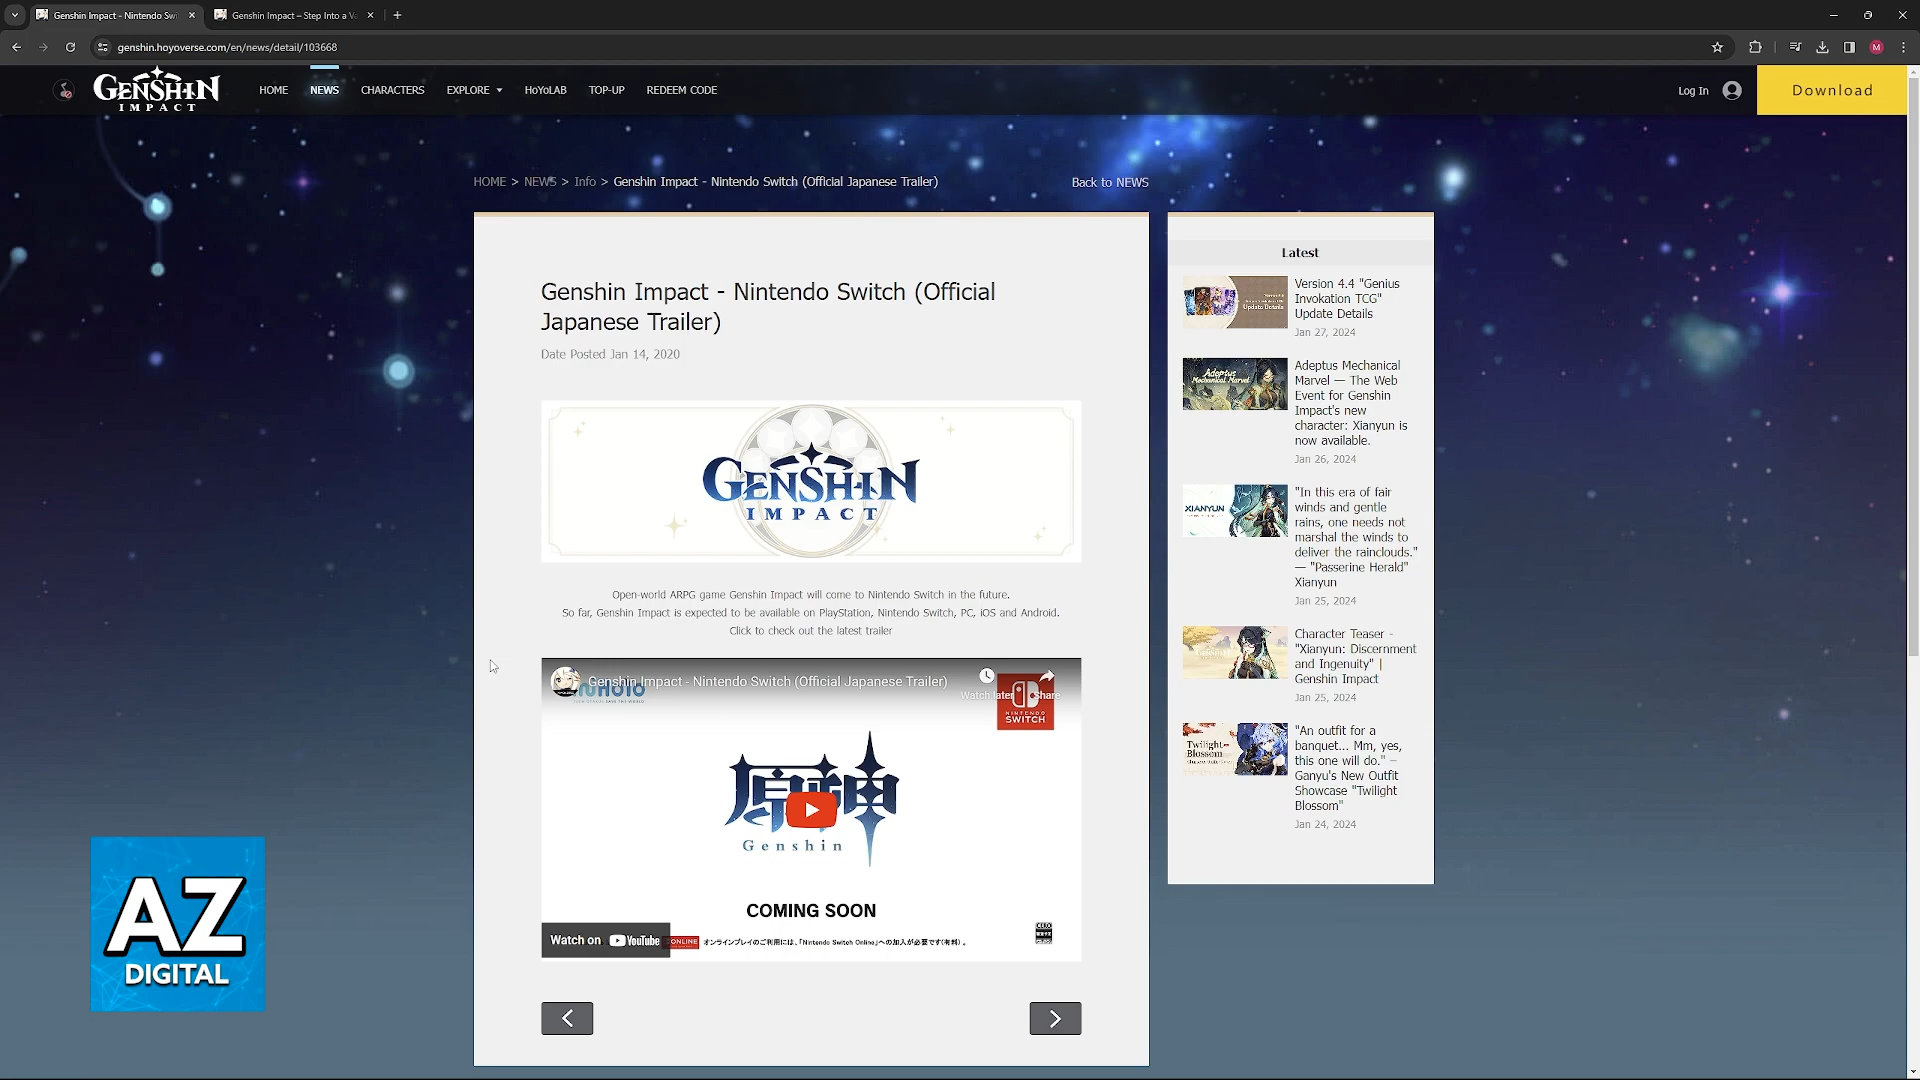 Genshin Impact - Nintendo Swi
Genshin Impact – Step Into a Va
genshin.hoyoverse.com/en/news/detail/103668
M
GENSHIN
IMPACT
HOME
NEWS
CHARACTERS
EXPLORE
HoYoLAB
TOP-UP
REDEEM CODE
Log In
Download
HOME > NEWS > Info > Genshin Impact - Nintendo Switch (Official Japanese Trailer)
Back to NEWS
Genshin Impact - Nintendo Switch (Official
Japanese Trailer)
Date Posted Jan 14, 2020
GENSHIN
IMPACT
Open-world ARPG game Genshin Impact will come to Nintendo Switch in the future.
So far, Genshin Impact is expected to be available on PlayStation, Nintendo Switch, PC, iOS and Android.
Click to check out the latest trailer
Genshin Impact - Nintendo Switch (Official Japanese Trailer)
Watch later
Share
NINTENDO
SWITCH
原神
Genshin
COMING SOON
Watch on YouTube
ONLINE オンラインプレイのご利用には、「Nintendo Switch Online」への加入が必要です(有料)。
CERO
Latest
Version 4.4 "Genius
Invokation TCG"
Update Details
Jan 27, 2024
Adeptus
Mechanical Marvel
Adeptus Mechanical
Marvel — The Web
Event for Genshin
Impact's new
character: Xianyun is
now available.
Jan 26, 2024
XIANYUN
"In this era of fair
winds and gentle
rains, one needs not
marshal the winds to
deliver the rainclouds."
— "Passerine Herald"
Xianyun
Jan 25, 2024
Character Teaser -
"Xianyun: Discernment
and Ingenuity" |
Genshin Impact
Jan 25, 2024
Twilight
Blossom
"An outfit for a
banquet... Mm, yes,
this one will do." –
Ganyu's New Outfit
Showcase "Twilight
Blossom"
Jan 24, 2024
AZ
DIGITAL